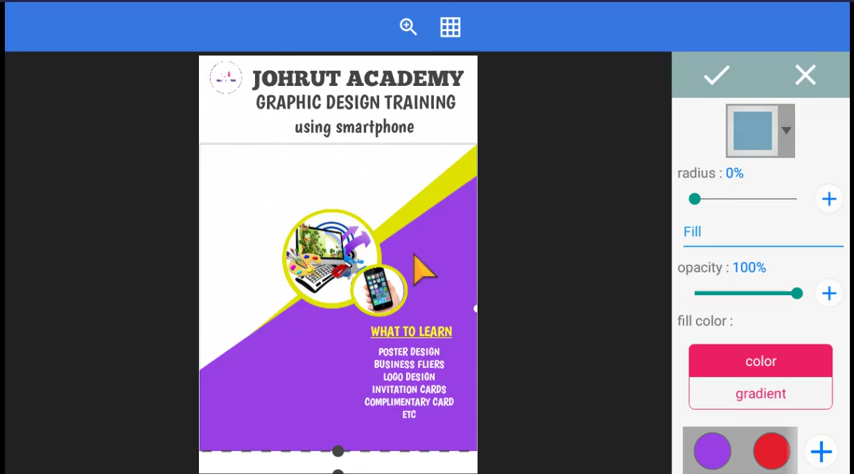 JOHRUT ACADEMY
GRAPHIC DESIGN TRAINING
using smartphone
WHAT TO LEARN
POSTER DESIGN
BUSINESS FLIERS
LOGO DESIGN
INVITATION CARDS
COMPLIMENTARY CARD
ETC
radius : 0%
Fill
opacity : 100%
fill color :
color
gradient